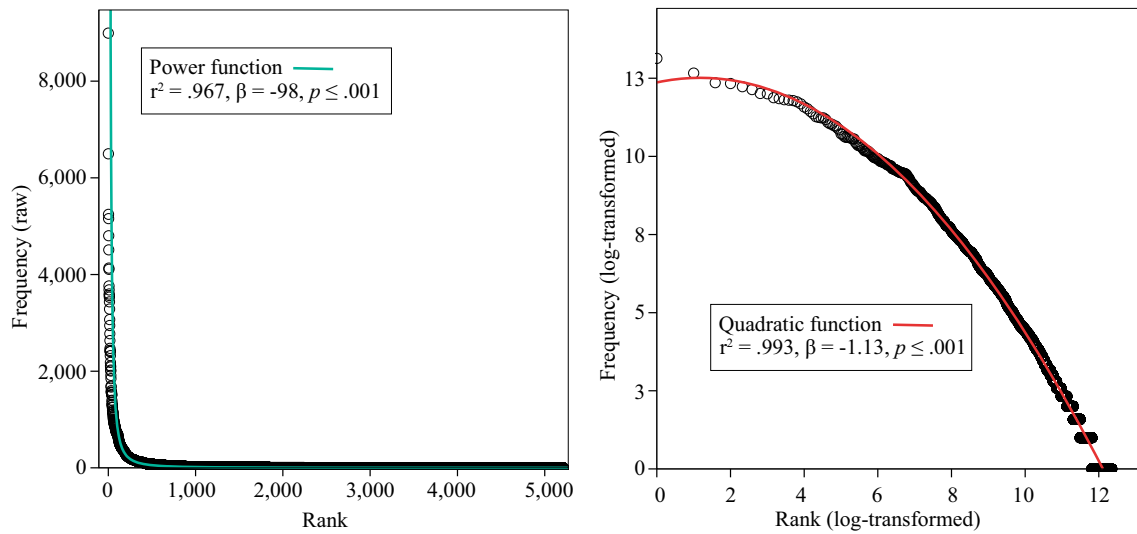 Frequency (raw)
8,000
6,000
4,000
2,000
0
Power function
r² = .967, β = -98, p ≤ .001
0 1,000 2,000 3,000 4,000 5,000
Rank
Frequency (log-transformed)
13
10
8
5
3
0
Quadratic function
r² = .993, β = -1.13, p ≤ .001
0 2 4 6 8 10 12
Rank (log-transformed)